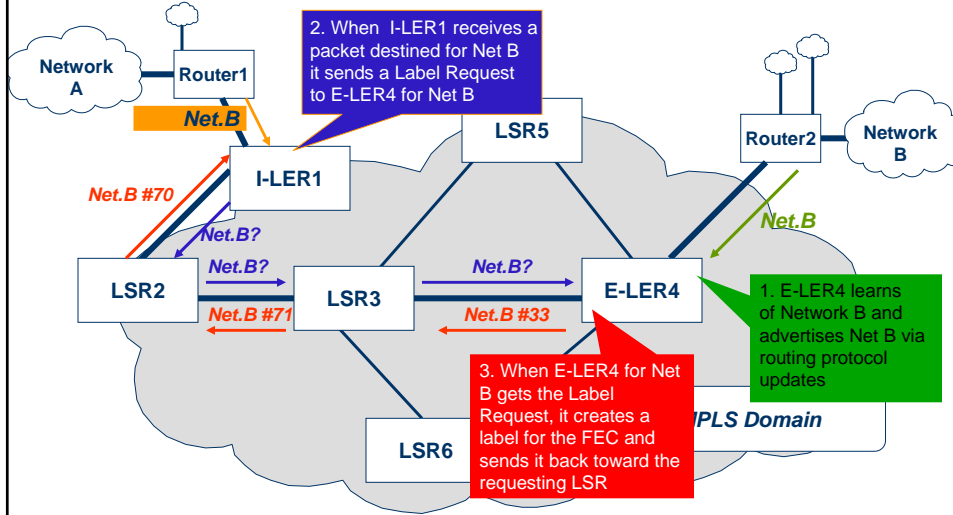 2. When I-LER1 receives a
packet destined for Net B
it sends a Label Request
to E-LER4 for Net B
Network
A
Router1
Net.B
LSR5
Router2
Network
B
I-LER1
Net.B #70
Net.B?
Net.B
Net.B?
Net.B?
LSR2
LSR3
E-LER4
Net.B #71
Net.B #33
1. E-LER4 learns
of Network B and
advertises Net B via
routing protocol
updates
3. When E-LER4 for Net
B gets the Label
Request, it creates a
label for the FEC and
sends it back toward the
requesting LSR
LSR6
Domain